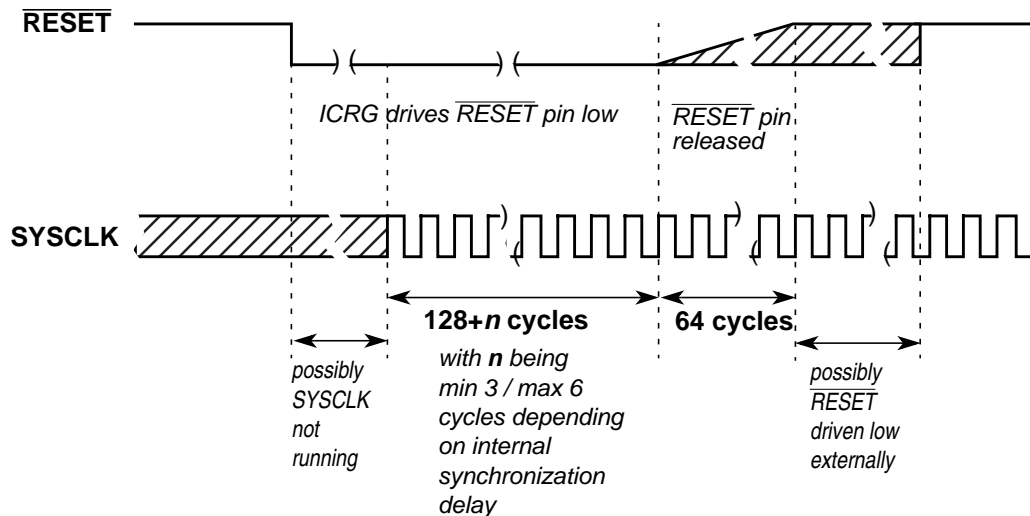 RESET
ICRG drives RESET pin low
RESET pin
released
SYSCLK
128+n cycles
64 cycles
with n being
min 3 / max 6
cycles depending
on internal
synchronization
delay
possibly
SYSCLK
not
running
possibly
RESET
driven low
externally